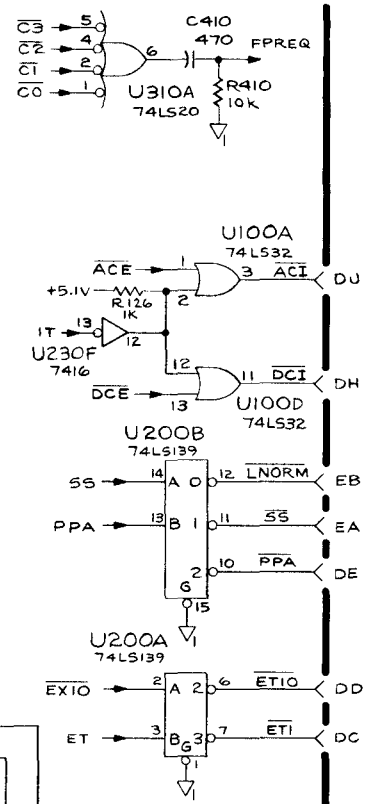 C3 5
C2 4
C1 2
C0 1
6
U310A
74LS20
C410
470
FPREQ
R410
10K
1
U100A
74LS32
ACE 1
3 ACI DJ
+5.1V
2
R126
1K
IT 13
12
U230F
7416
12
11 DCI DH
DCE 13
U100D
74LS32
U200B
74LS139
SS 14 A 0 12 LNORM EB
PPA 13 B 1 11 SS EA
2 10 PPA DE
G
15
1
U200A
74LS139
EXIO 2 A 2 6 ETIO DD
ET 3 B 3 7 ETI DC
G
1
1